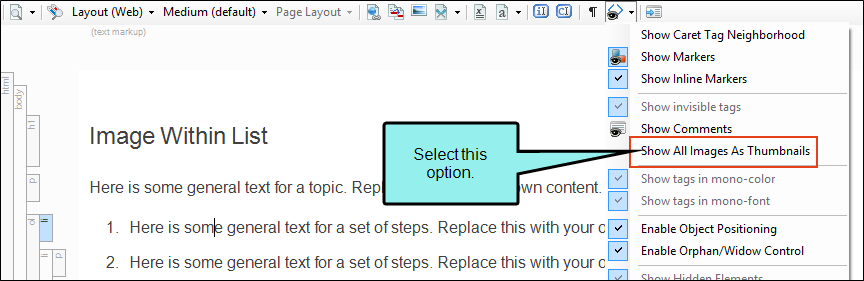 Layout (Web) Medium (default) Page Layout
(text markup)
html
body
h1
p
ol
li
p
li
p
iI
cI
¶
a
x
Show Caret Tag Neighborhood
Show Markers
Show Inline Markers
Show invisible tags
Show Comments
Show All Images As Thumbnails
Show tags in mono-color
Show tags in mono-font
Enable Object Positioning
Enable Orphan/Widow Control
Show Hidden Elements
Image Within List
Select this
option.
Here is some general text for a topic. Repl own content.
1. Here is some general text for a set of steps. Replace this with your o
2. Here is some general text for a set of steps. Replace this with your o